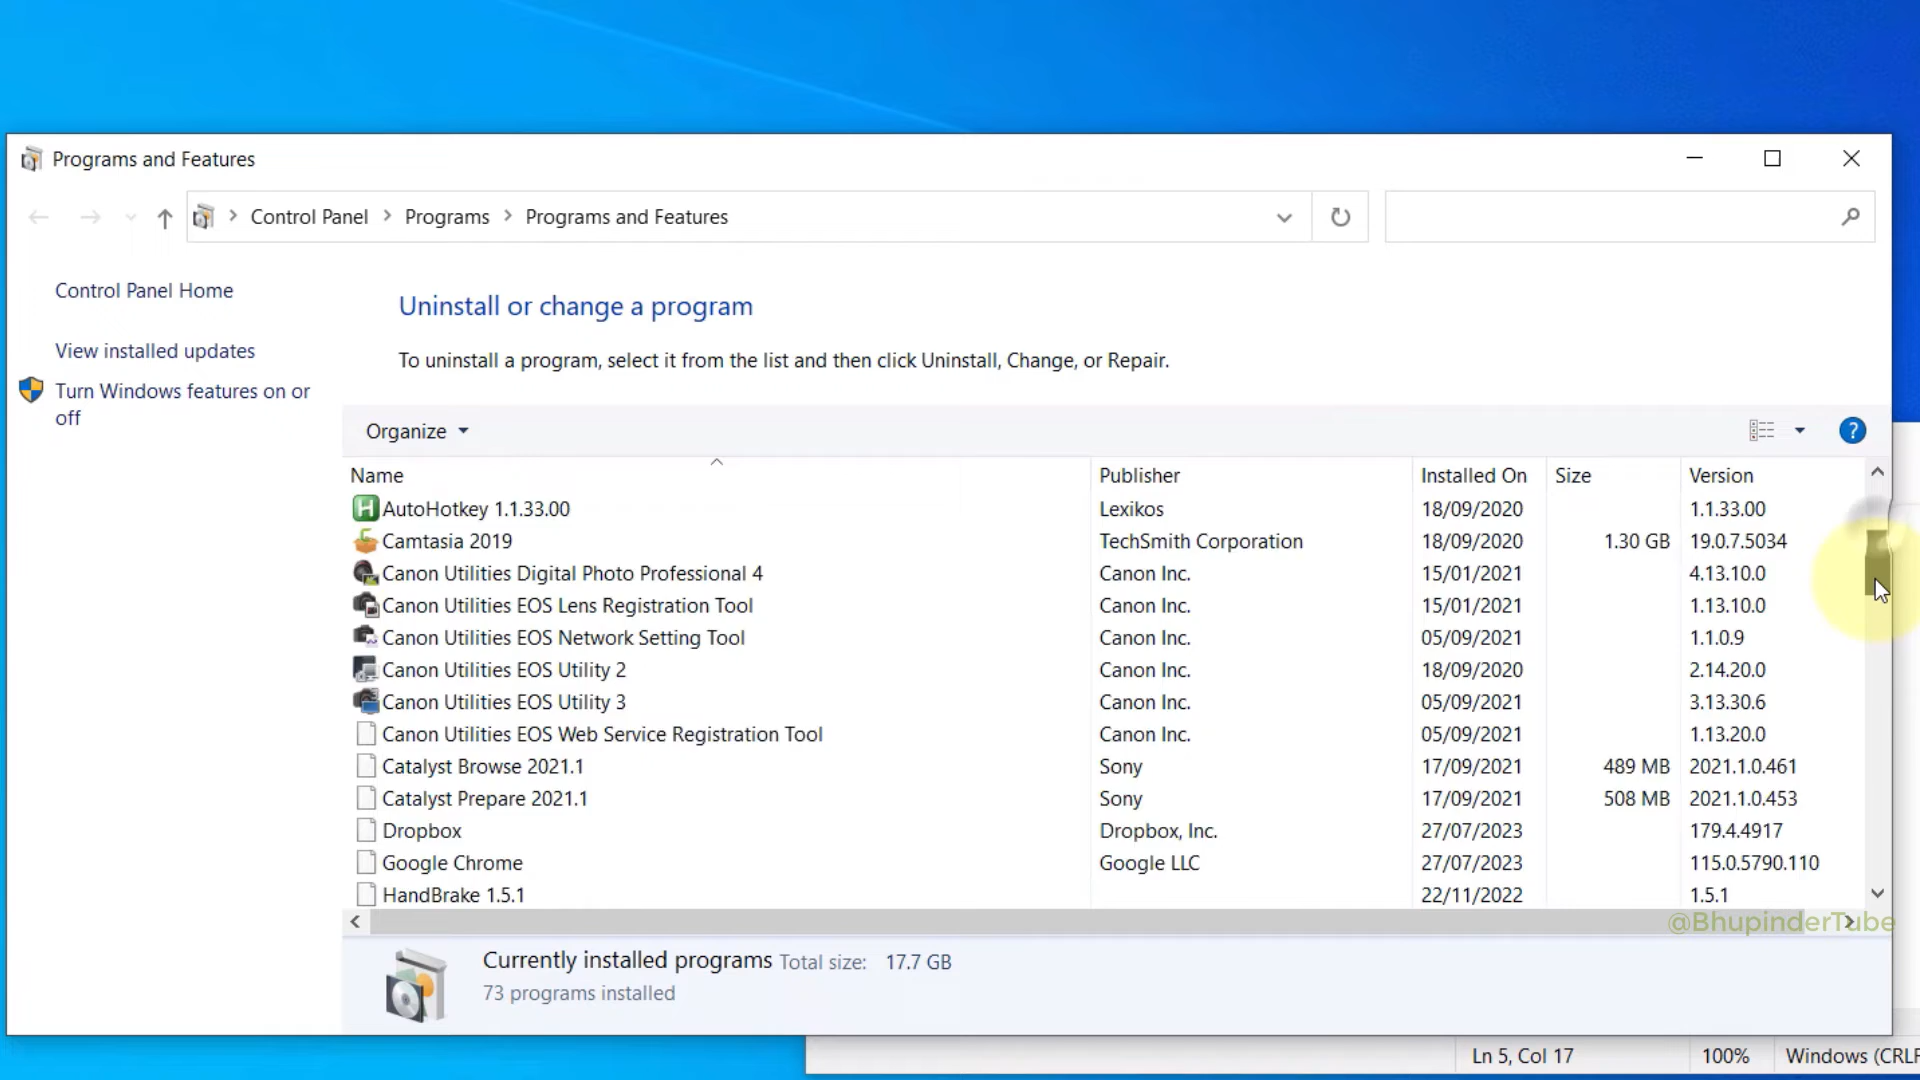 Programs and Features
Control Panel Programs Programs and Features
Control Panel Home
View installed updates
Turn Windows features on or
off
Uninstall or change a program
To uninstall a program, select it from the list and then click Uninstall, Change, or Repair.
Organize
?
Name Publisher Installed On Size Version
AutoHotkey 1.1.33.00 Lexikos 18/09/2020 1.1.33.00
Camtasia 2019 TechSmith Corporation 18/09/2020 1.30 GB 19.0.7.5034
Canon Utilities Digital Photo Professional 4 Canon Inc. 15/01/2021 4.13.10.0
Canon Utilities EOS Lens Registration Tool Canon Inc. 15/01/2021 1.13.10.0
Canon Utilities EOS Network Setting Tool Canon Inc. 05/09/2021 1.1.0.9
Canon Utilities EOS Utility 2 Canon Inc. 18/09/2020 2.14.20.0
Canon Utilities EOS Utility 3 Canon Inc. 05/09/2021 3.13.30.6
Canon Utilities EOS Web Service Registration Tool Canon Inc. 05/09/2021 1.13.20.0
Catalyst Browse 2021.1 Sony 17/09/2021 489 MB 2021.1.0.461
Catalyst Prepare 2021.1 Sony 17/09/2021 508 MB 2021.1.0.453
Dropbox Dropbox, Inc. 27/07/2023 179.4.4917
Google Chrome Google LLC 27/07/2023 115.0.5790.110
HandBrake 1.5.1 22/11/2022 1.5.1
@BhupinderTube
Currently installed programs Total size: 17.7 GB
73 programs installed
Ln 5, Col 17 100% Windows (CRLF